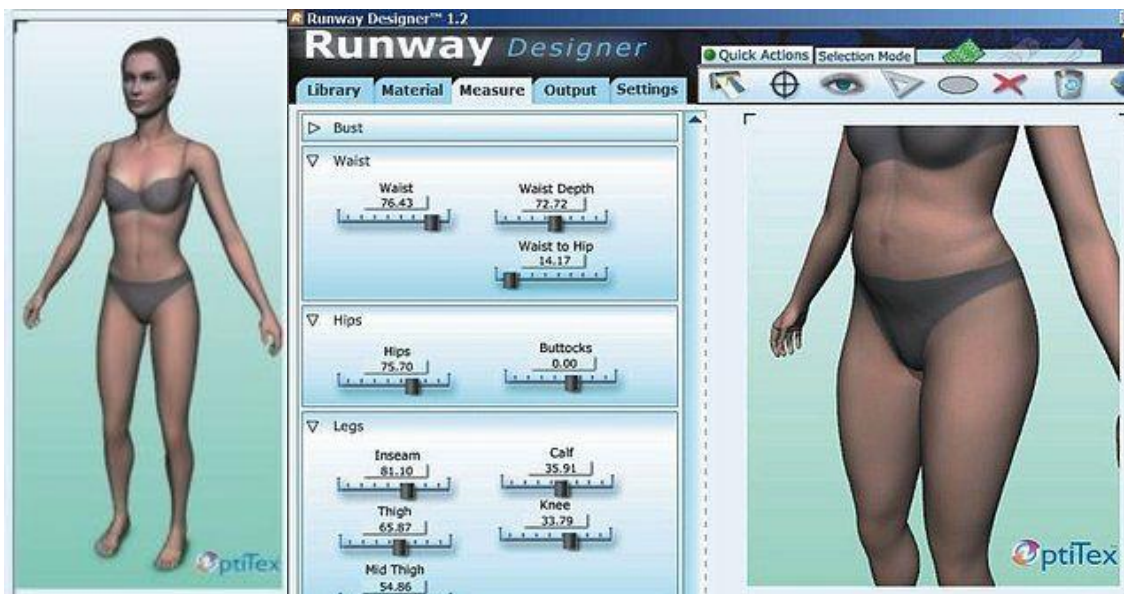 Runway Designer™ 1.2
Runway Designer
Quick Actions Selection Mode
Library Material Measure Output Settings
Bust
Waist
Waist Waist Depth
76.43 72.72
Waist to Hip
14.17
Hips
Hips Buttocks
75.70 0.00
Legs
Inseam Calf
81.10 35.91
Thigh Knee
65.87 33.79
Mid Thigh
54.86
OptiTex
OptiTex